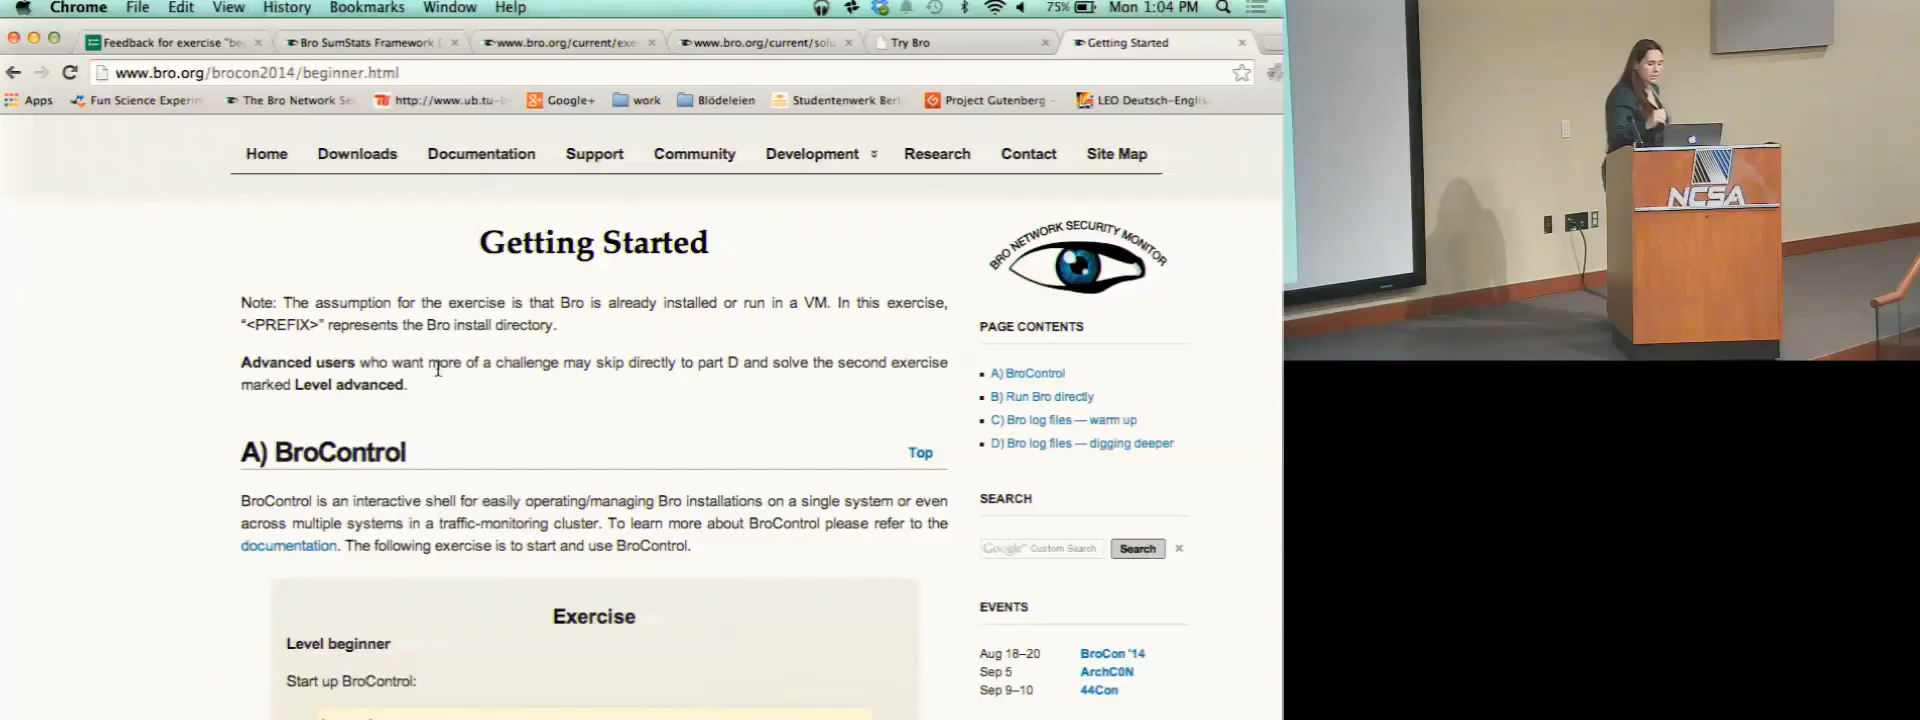 Chrome File Edit View History Bookmarks Window Help 75% Mon 1:04 PM
Feedback for exercise "be Bro SumStats Framework www.bro.org/current/exe www.bro.org/current/solu Try Bro Getting Started
www.bro.org/brocon2014/beginner.html
Apps Fun Science Experim The Bro Network Se http://www.ub.tu-b Google+ work Blödeleien Studentenwerk Berl Project Gutenberg - LEO Deutsch-Englis
Home Downloads Documentation Support Community Development Research Contact Site Map
Getting Started
BRO NETWORK SECURITY MONITOR
Note: The assumption for the exercise is that Bro is already installed or run in a VM. In this exercise,
“<PREFIX>” represents the Bro install directory.
Advanced users who want more of a challenge may skip directly to part D and solve the second exercise
marked Level advanced.
A) BroControl
Top
BroControl is an interactive shell for easily operating/managing Bro installations on a single system or even
across multiple systems in a traffic-monitoring cluster. To learn more about BroControl please refer to the
documentation. The following exercise is to start and use BroControl.
Exercise
Level beginner
Start up BroControl:
PAGE CONTENTS
A) BroControl
B) Run Bro directly
C) Bro log files — warm up
D) Bro log files — digging deeper
SEARCH
Google™ Custom Search Search ×
EVENTS
Aug 18–20 BroCon '14
Sep 5 ArchC0N
Sep 9–10 44Con
NCSA